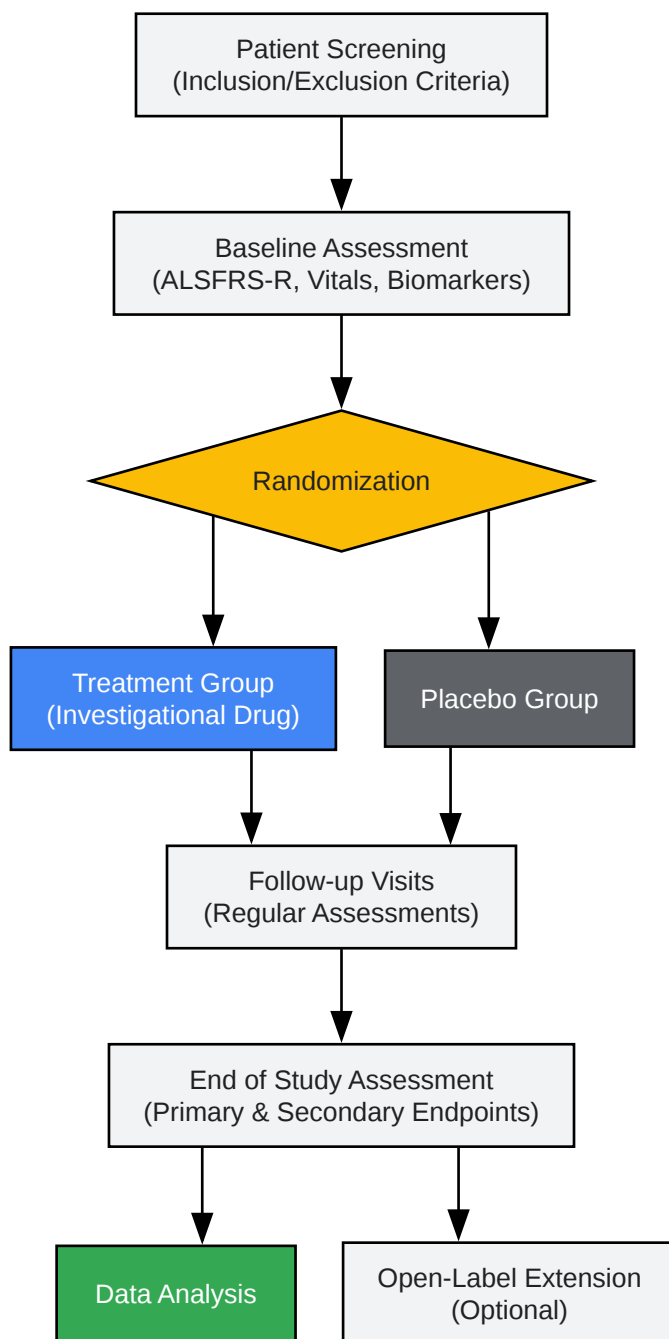 Patient Screening
(Inclusion/Exclusion Criteria)
Baseline Assessment
(ALSFRS-R, Vitals, Biomarkers)
Randomization
Treatment Group
(Investigational Drug)
Placebo Group
Follow-up Visits
(Regular Assessments)
End of Study Assessment
(Primary & Secondary Endpoints)
Data Analysis
Open-Label Extension
(Optional)